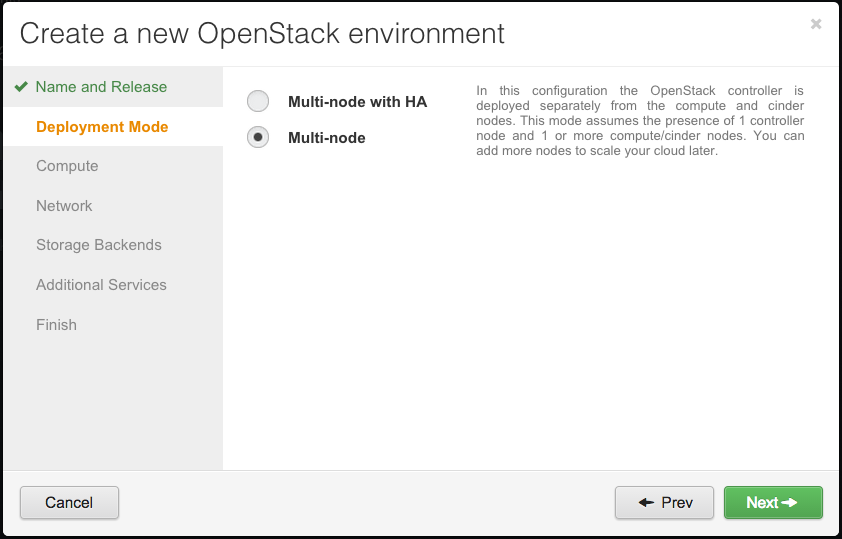 Create a new OpenStack environment
Name and Release
Deployment Mode
Compute
Network
Storage Backends
Additional Services
Finish
Multi-node with HA
Multi-node
In this configuration the OpenStack controller is
deployed separately from the compute and cinder
nodes. This mode assumes the presence of 1 controller
node and 1 or more compute/cinder nodes. You can
add more nodes to scale your cloud later.
Cancel
Prev
Next